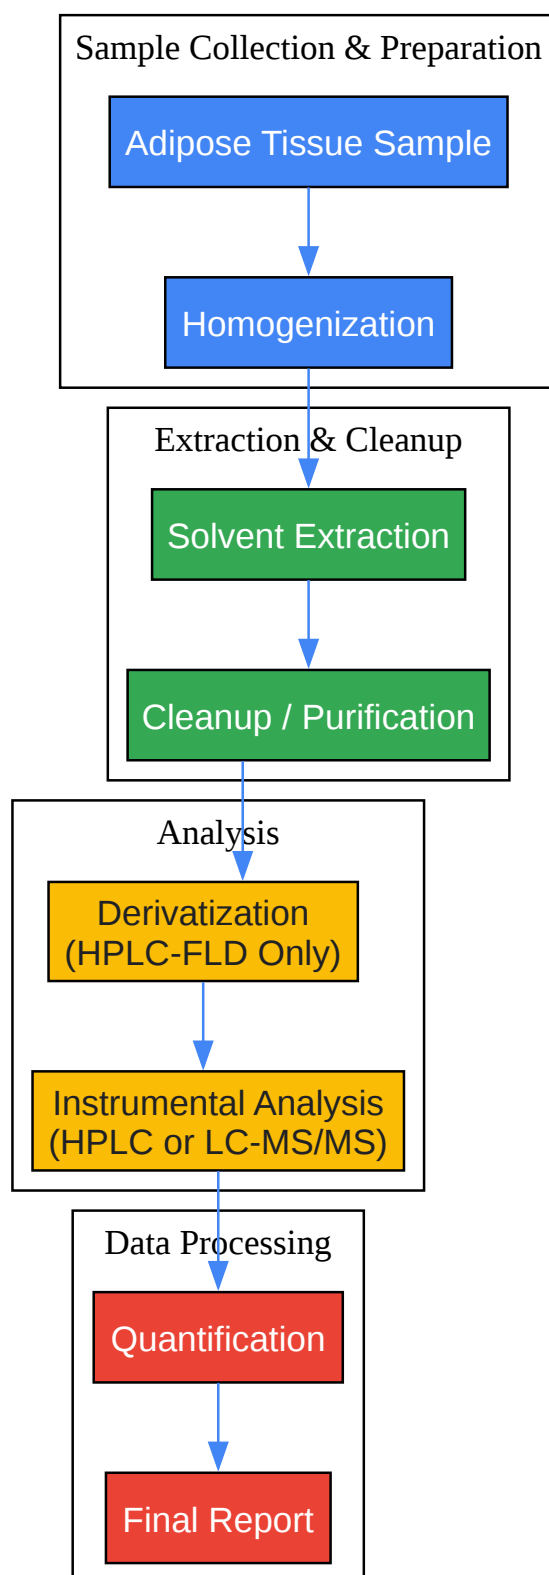 Sample Collection & Preparation
Adipose Tissue Sample
Homogenization
Extraction & Cleanup
Solvent Extraction
Cleanup / Purification
Analysis
Derivatization
(HPLC-FLD Only)
Instrumental Analysis
(HPLC or LC-MS/MS)
Data Processing
Quantification
Final Report